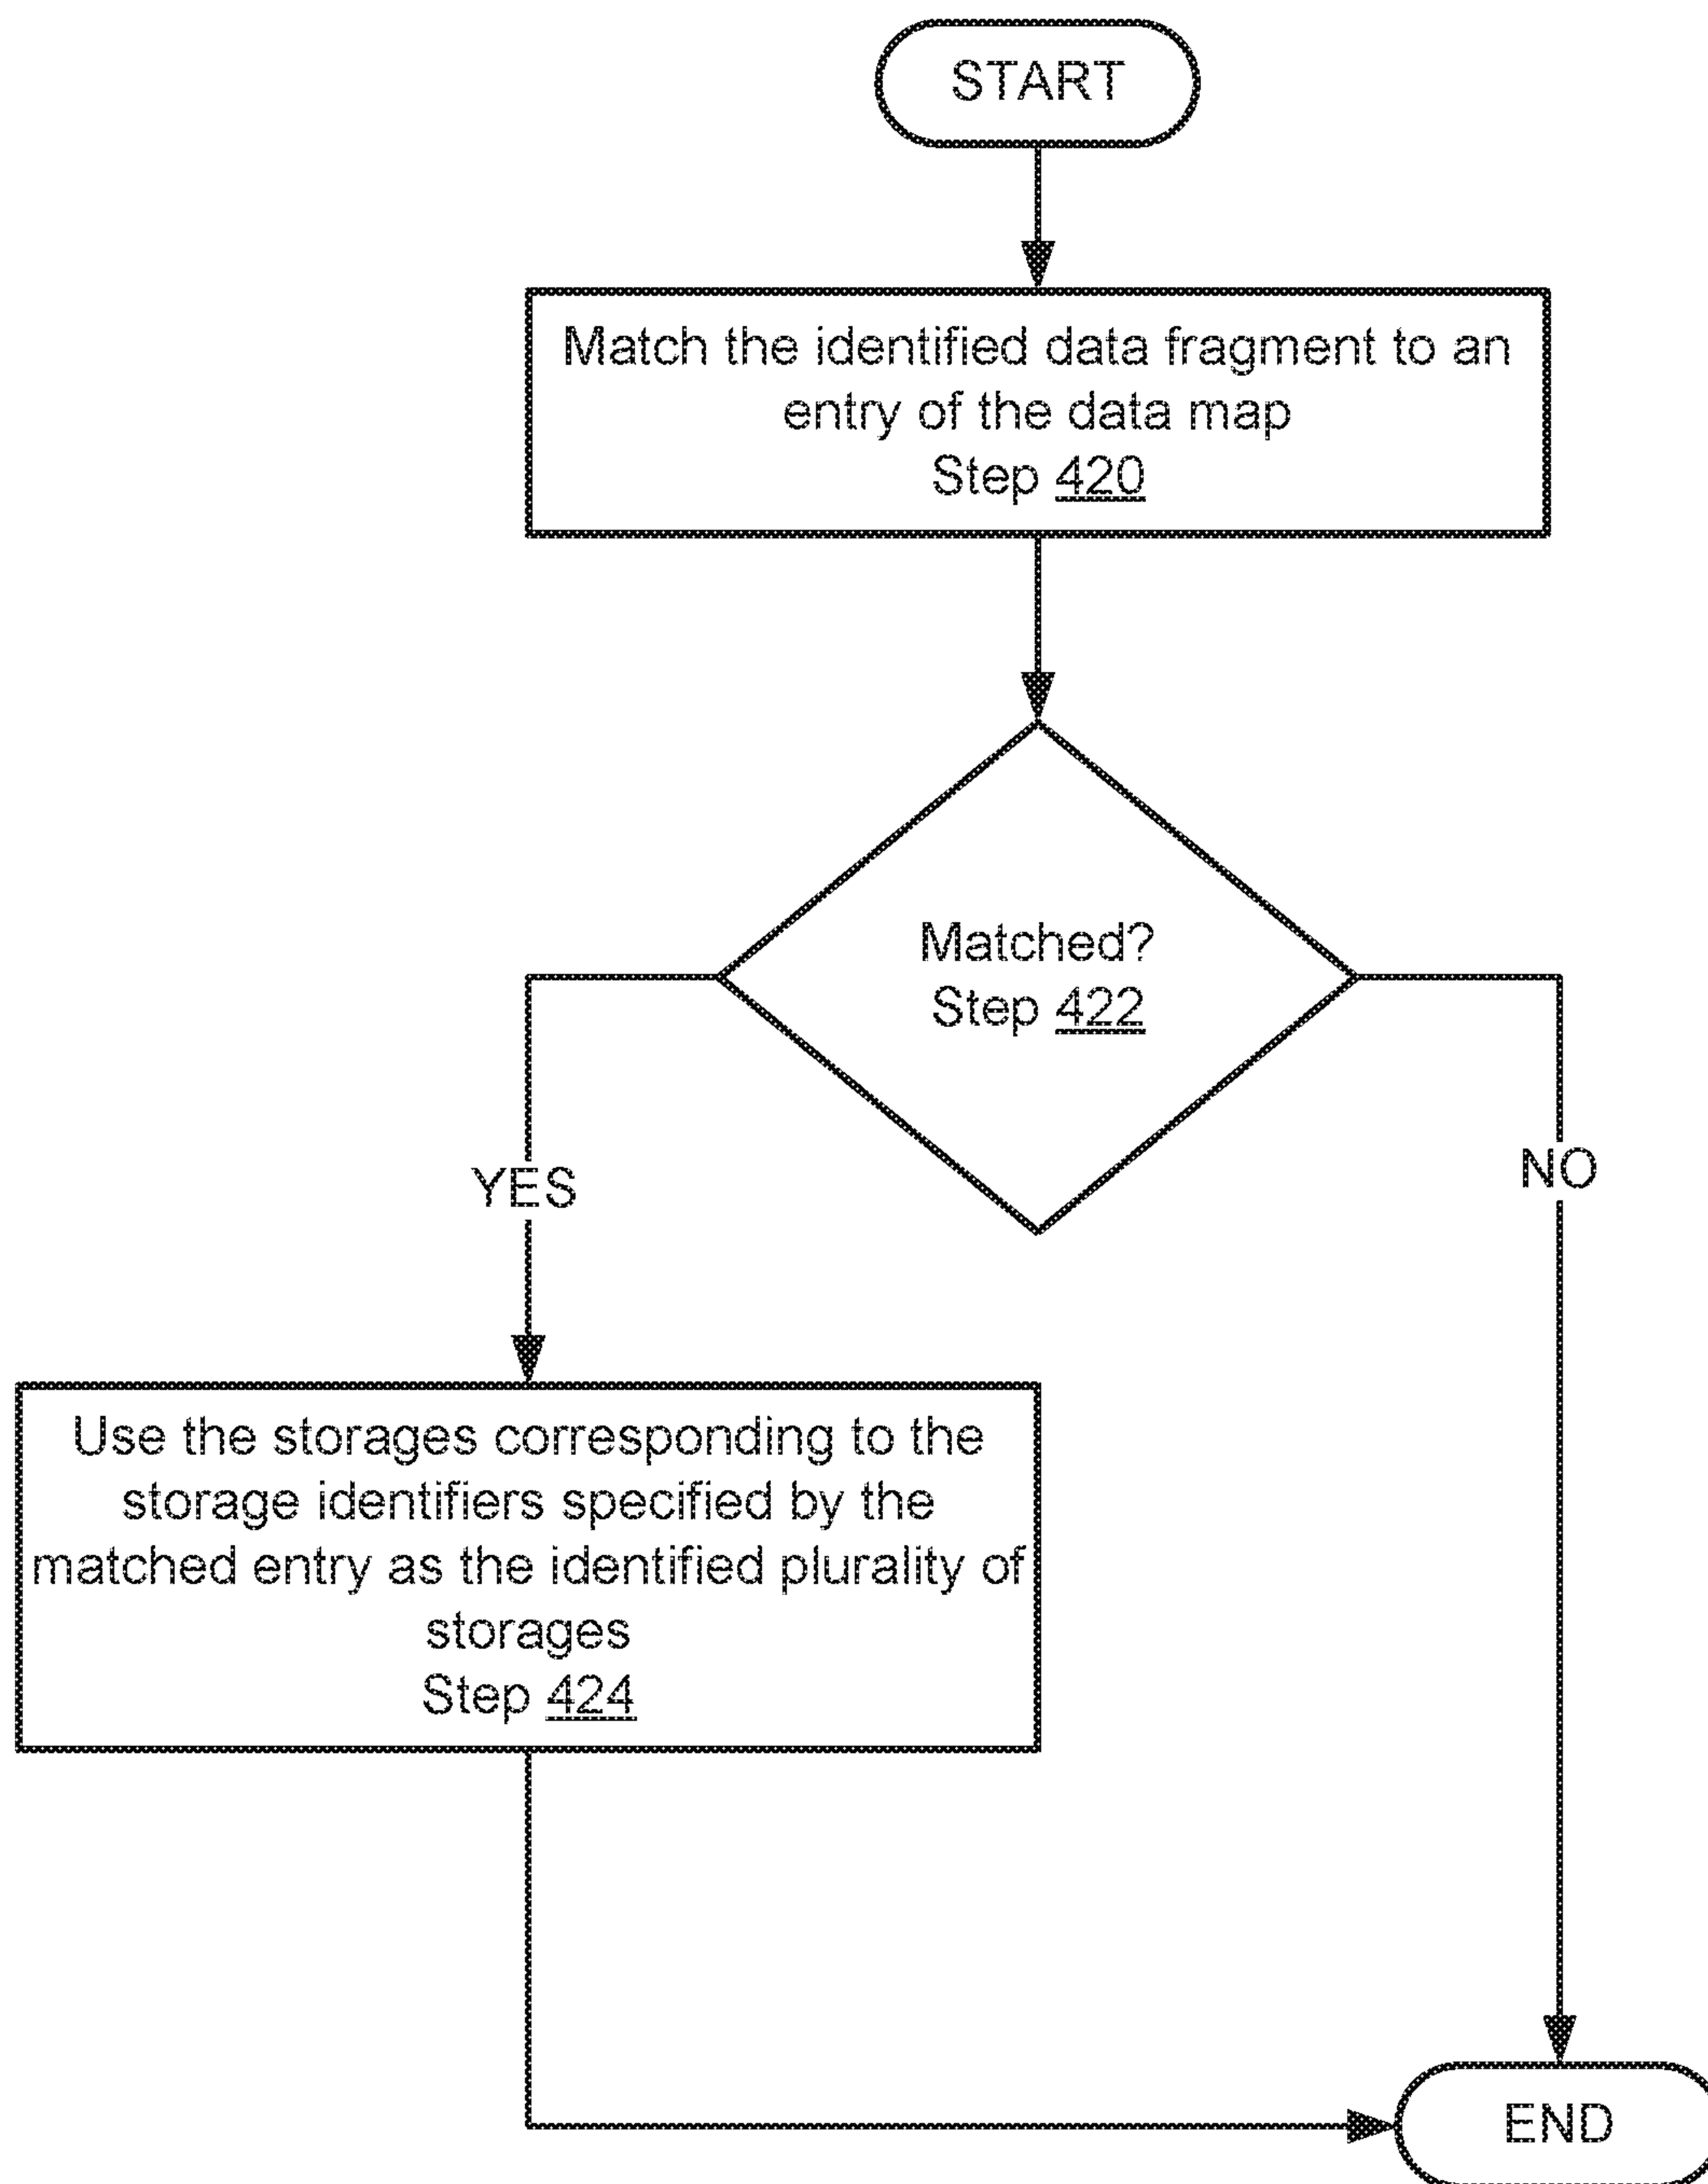 START
Match the identified data fragment to an
entry of the data map
Step 420
Matched?
Step 422
YES
NO
Use the storages corresponding to the
storage identifiers specified by the
matched entry as the identified plurality of
storages
Step 424
END